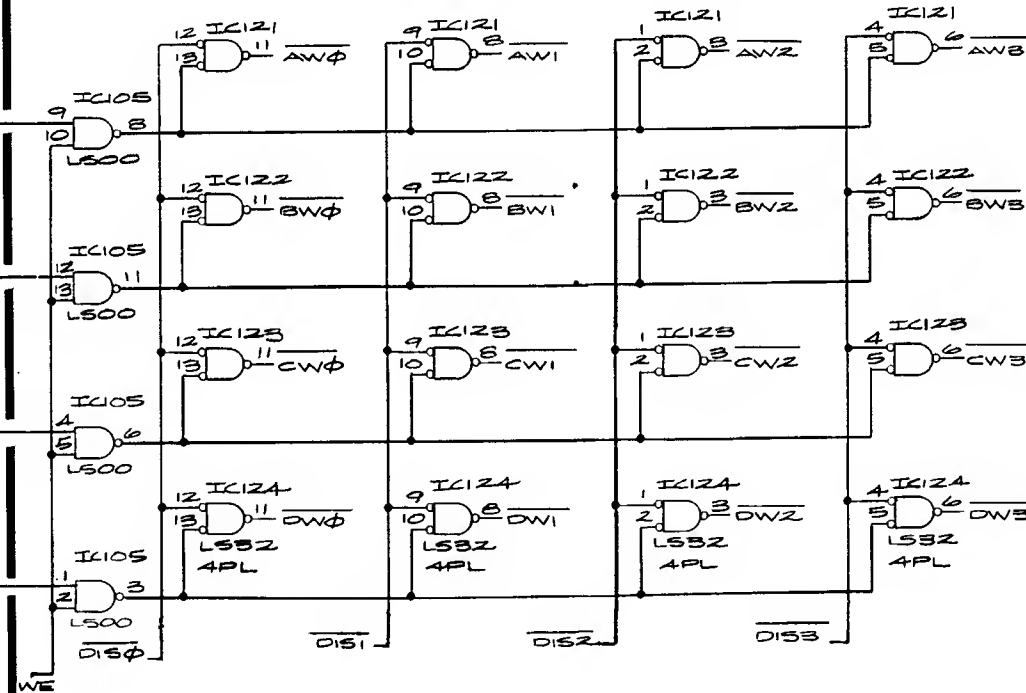 IC121 IC121 IC121 IC121
12 13 11 AWØ 9 10 8 AW1 1 2 3 AW2 4 5 6 AW3
IC105
9 10 8
LS00
IC122 IC122 IC122 IC122
12 13 11 BWØ 9 10 8 BW1 1 2 3 BW2 4 5 6 BW3
IC105
12 13 11
LS00
IC123 IC123 IC123 IC123
12 13 11 CWØ 9 10 8 CW1 1 2 3 CW2 4 5 6 CW3
IC105
4 5 6
LS00
IC124 IC124 IC124 IC124
12 13 11 DWØ 9 10 8 DW1 1 2 3 DW2 4 5 6 DW3
LS32 LS32 LS32 LS32
4PL 4PL 4PL 4PL
IC105
1 2 3
LS00
DISØ DIS1 DIS2 DIS3
WE